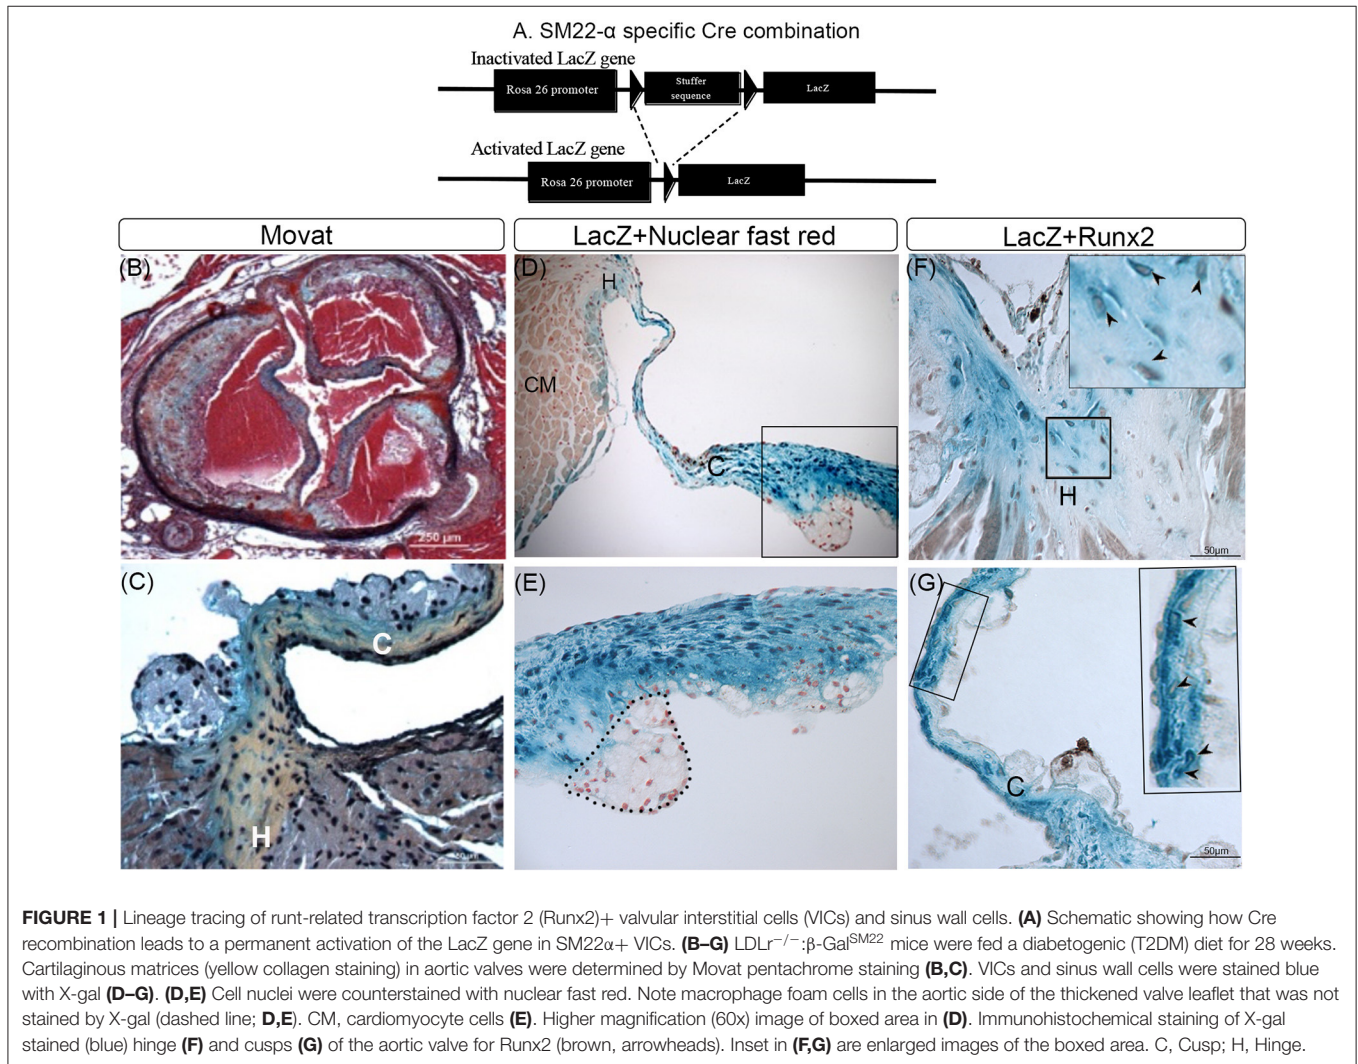 A. SM22-α specific Cre combination
Inactivated LacZ gene
Rosa 26 promoter
Stuffer
sequence
LacZ
Activated LacZ gene
Rosa 26 promoter
LacZ
Movat
LacZ+Nuclear fast red
LacZ+Runx2
(B)
250 μm
(D)
H
CM
C
(F)
H
50μm
(C)
C
H
(E)
(G)
C
50μm
FIGURE 1 | Lineage tracing of runt-related transcription factor 2 (Runx2)+ valvular interstitial cells (VICs) and sinus wall cells. (A) Schematic showing how Cre
recombination leads to a permanent activation of the LacZ gene in SM22α+ VICs. (B–G) LDLr−/−:β-GalSM22 mice were fed a diabetogenic (T2DM) diet for 28 weeks.
Cartilaginous matrices (yellow collagen staining) in aortic valves were determined by Movat pentachrome staining (B,C). VICs and sinus wall cells were stained blue
with X-gal (D–G). (D,E) Cell nuclei were counterstained with nuclear fast red. Note macrophage foam cells in the aortic side of the thickened valve leaflet that was not
stained by X-gal (dashed line; D,E). CM, cardiomyocyte cells (E). Higher magnification (60x) image of boxed area in (D). Immunohistochemical staining of X-gal
stained (blue) hinge (F) and cusps (G) of the aortic valve for Runx2 (brown, arrowheads). Inset in (F,G) are enlarged images of the boxed area. C, Cusp; H, Hinge.